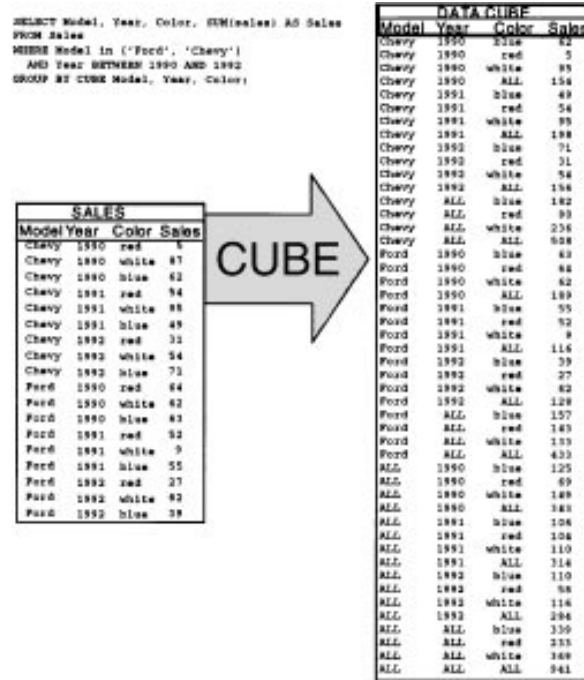 SELECT Model, Year, Color, SUM(sales) AS Sales
FROM Sales
WHERE Model in ('Ford', 'Chevy')
AND Year BETWEEN 1990 AND 1992
GROUP BY CUBE Model, Year, Color;
SALES
Model Year Color Sales
Chevy 1990 red 5
Chevy 1990 white 87
Chevy 1990 blue 62
Chevy 1991 red 54
Chevy 1991 white 95
Chevy 1991 blue 49
Chevy 1992 red 31
Chevy 1992 white 54
Chevy 1992 blue 71
Ford 1990 red 64
Ford 1990 white 62
Ford 1990 blue 63
Ford 1991 red 52
Ford 1991 white 9
Ford 1991 blue 55
Ford 1992 red 27
Ford 1992 white 62
Ford 1992 blue 39
CUBE
DATA CUBE
Model Year Color Sales
Chevy 1990 blue 62
Chevy 1990 red 5
Chevy 1990 white 95
Chevy 1990 ALL 154
Chevy 1991 blue 49
Chevy 1991 red 54
Chevy 1991 white 95
Chevy 1991 ALL 198
Chevy 1992 blue 71
Chevy 1992 red 31
Chevy 1992 white 54
Chevy 1992 ALL 156
Chevy ALL blue 182
Chevy ALL red 90
Chevy ALL white 236
Chevy ALL ALL 508
Ford 1990 blue 63
Ford 1990 red 64
Ford 1990 white 62
Ford 1990 ALL 189
Ford 1991 blue 55
Ford 1991 red 52
Ford 1991 white 9
Ford 1991 ALL 116
Ford 1992 blue 39
Ford 1992 red 27
Ford 1992 white 62
Ford 1992 ALL 128
Ford ALL blue 157
Ford ALL red 143
Ford ALL white 133
Ford ALL ALL 433
ALL 1990 blue 125
ALL 1990 red 69
ALL 1990 white 149
ALL 1990 ALL 343
ALL 1991 blue 106
ALL 1991 red 104
ALL 1991 white 110
ALL 1991 ALL 314
ALL 1992 blue 110
ALL 1992 red 58
ALL 1992 white 116
ALL 1992 ALL 284
ALL ALL blue 339
ALL ALL red 233
ALL ALL white 369
ALL ALL ALL 941